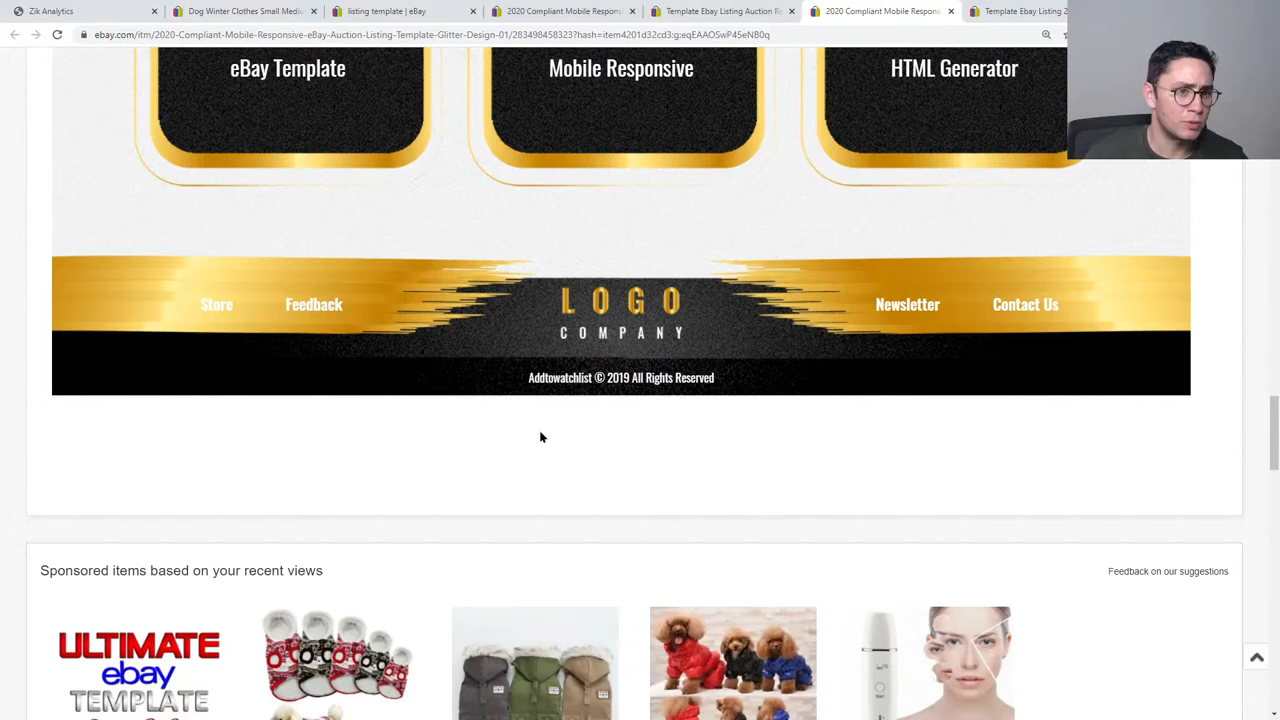 Zik Analytics
Dog Winter Clothes Small Mediu
listing template | eBay
2020 Compliant Mobile Respons
Template Ebay Listing Auction Re
2020 Compliant Mobile Respons
Template Ebay Listing 2
ebay.com/itm/2020-Compliant-Mobile-Responsive-eBay-Auction-Listing-Template-Glitter-Design-01/283498458323?hash=item4201d32cd3:g:eqEAAOSwP45eN80q
eBay Template
Mobile Responsive
HTML Generator
Store
Feedback
LOGO
COMPANY
Newsletter
Contact Us
Addtowatchlist © 2019 All Rights Reserved
Sponsored items based on your recent views
Feedback on our suggestions
ULTIMATE
ebay
TEMPLATE